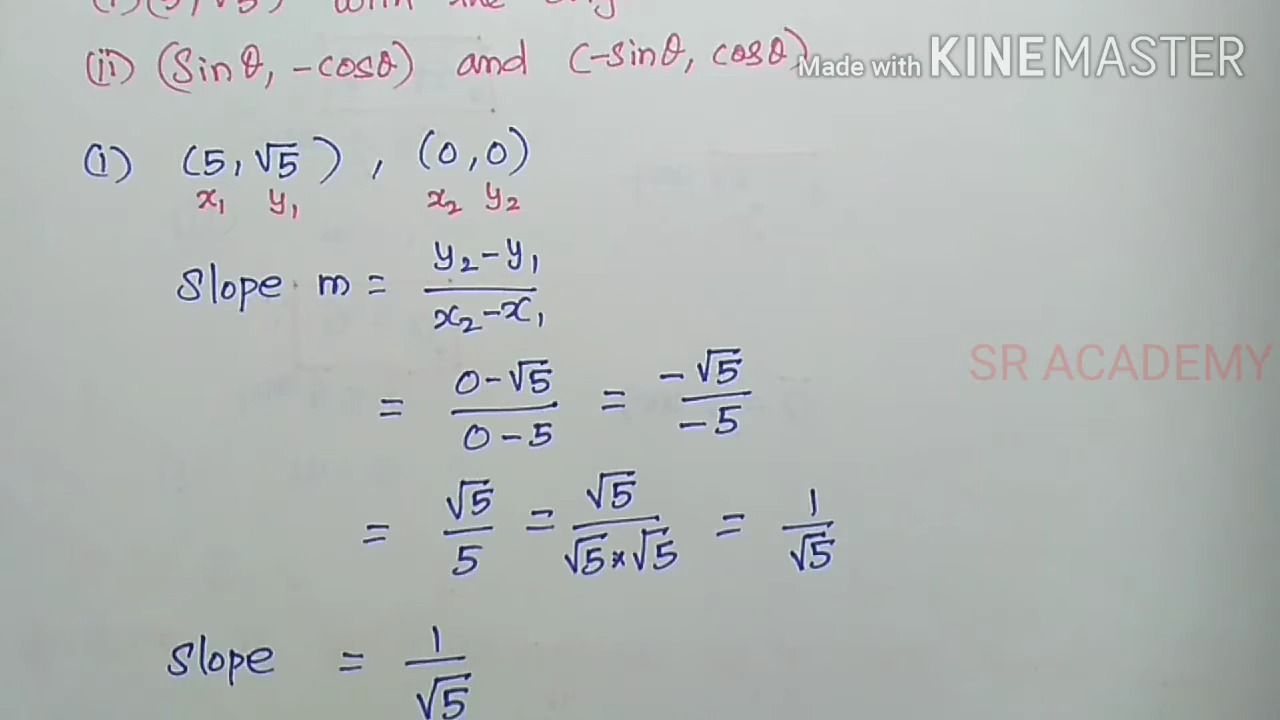 (ii) (Sinθ, -cosθ) and (-sinθ, cosθ)
Made with KINEMASTER
(i) (5, √5), (0,0)
x₁ y₁ x₂ y₂
Slope m = y₂-y₁ / x₂-x₁
= 0-√5 / 0-5 = -√5 / -5
SR ACADEMY
= √5 / 5 = √5 / √5×√5 = 1 / √5
Slope = 1 / √5